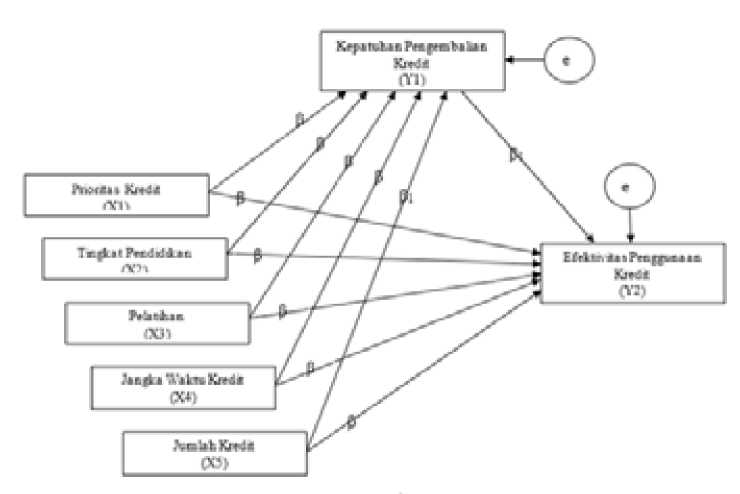 Kepatuhan Pengembalian
Kredit
(Y1)
e
β
β
β
β
β1
β1
Prioritas Kredit
(X1)
β
e
Tingkat Pendidikan
(X2)
β
Efektivitas Penggunaan
Kredit
(Y2)
Pelatihan
(X3)
β
Jangka Waktu Kredit
(X4)
β
Jumlah Kredit
(X5)
β